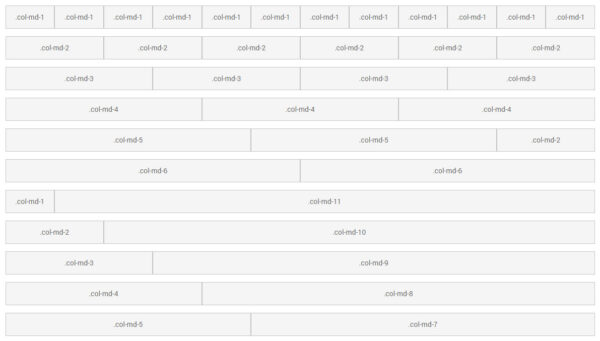 .col-md-1 .col-md-1 .col-md-1 .col-md-1 .col-md-1 .col-md-1 .col-md-1 .col-md-1 .col-md-1 .col-md-1 .col-md-1 .col-md-1
.col-md-2 .col-md-2 .col-md-2 .col-md-2 .col-md-2 .col-md-2
.col-md-3 .col-md-3 .col-md-3 .col-md-3
.col-md-4 .col-md-4 .col-md-4
.col-md-5 .col-md-5 .col-md-2
.col-md-6 .col-md-6
.col-md-1 .col-md-11
.col-md-2 .col-md-10
.col-md-3 .col-md-9
.col-md-4 .col-md-8
.col-md-5 .col-md-7